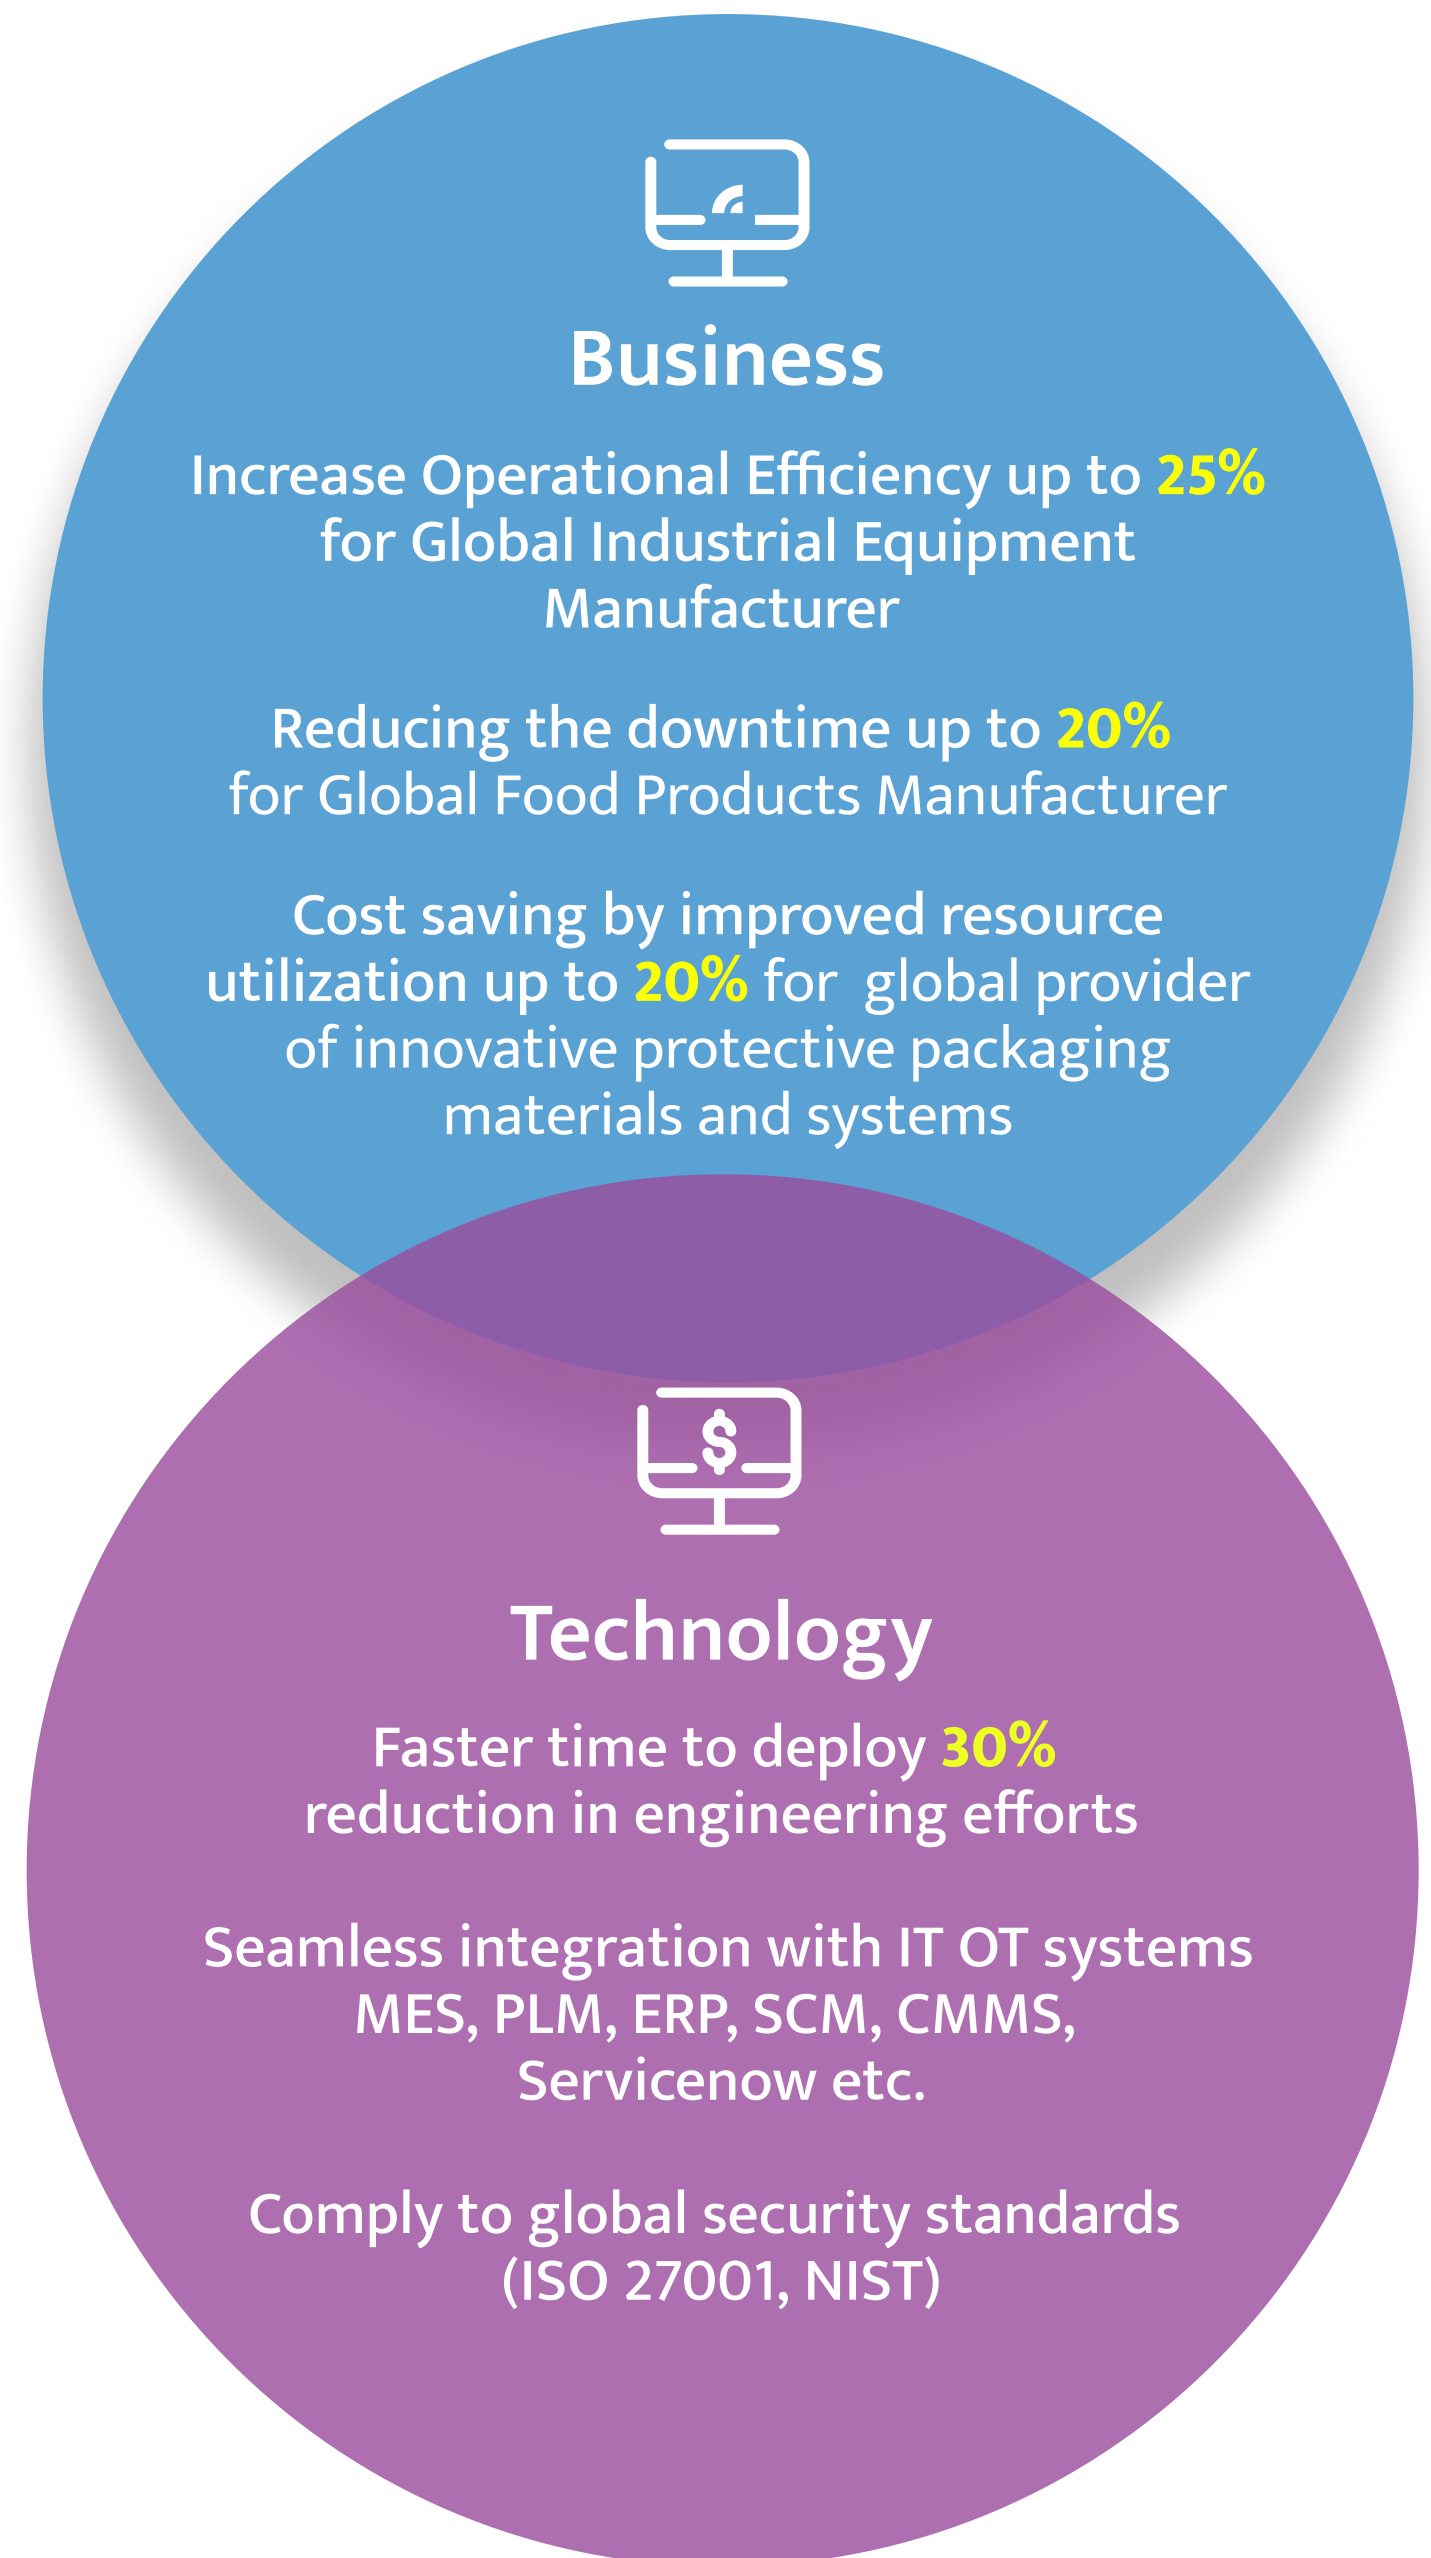 Business
Increase Operational Efficiency up to 25%
for Global Industrial Equipment
Manufacturer
Reducing the downtime up to 20%
for Global Food Products Manufacturer
Cost saving by improved resource
utilization up to 20% for global provider
of innovative protective packaging
materials and systems
$
Technology
Faster time to deploy 30%
reduction in engineering efforts
Seamless integration with IT OT systems
MES, PLM, ERP, SCM, CMMS,
Servicenow etc.
Comply to global security standards
(ISO 27001, NIST)